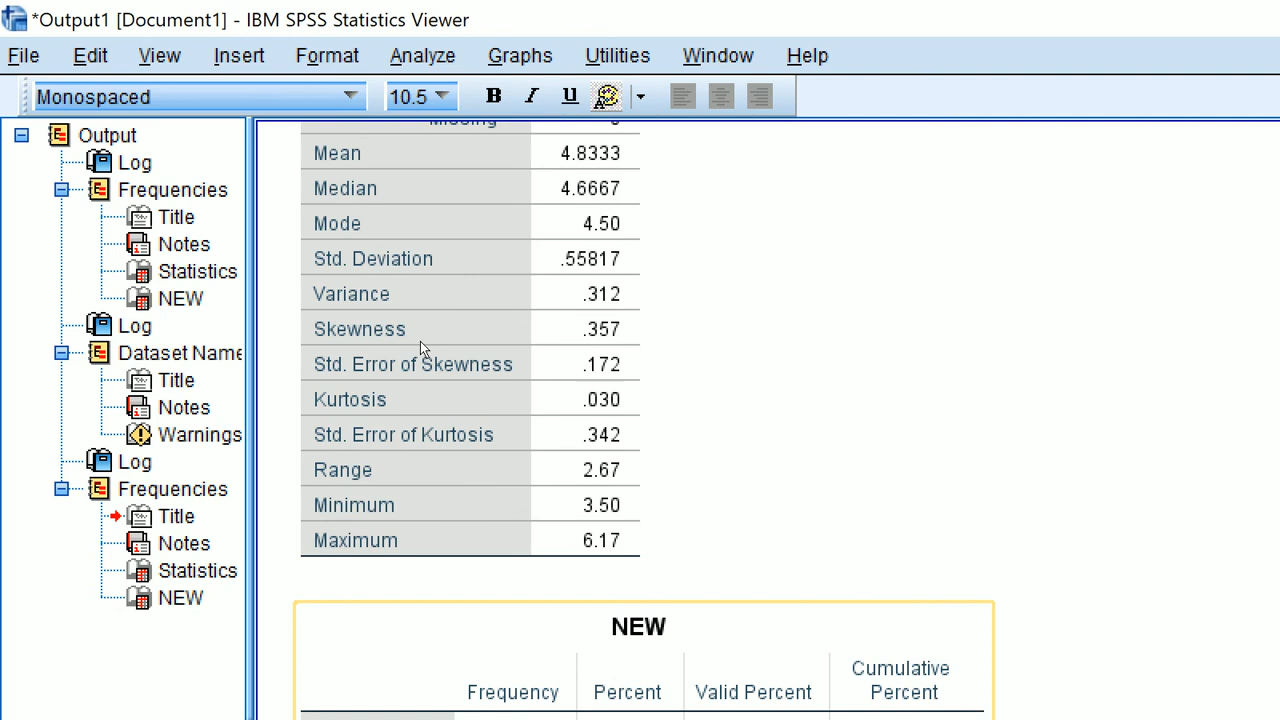 *Output1 [Document1] - IBM SPSS Statistics Viewer
File Edit View Insert Format Analyze Graphs Utilities Window Help
Monospaced 10.5 B I U
Output
Log
Frequencies
Title
Notes
Statistics
NEW
Log
Dataset Name
Title
Notes
Warnings
Log
Frequencies
Title
Notes
Statistics
NEW
Missing
Mean 4.8333
Median 4.6667
Mode 4.50
Std. Deviation .55817
Variance .312
Skewness .357
Std. Error of Skewness .172
Kurtosis .030
Std. Error of Kurtosis .342
Range 2.67
Minimum 3.50
Maximum 6.17
NEW
Frequency Percent Valid Percent Cumulative Percent